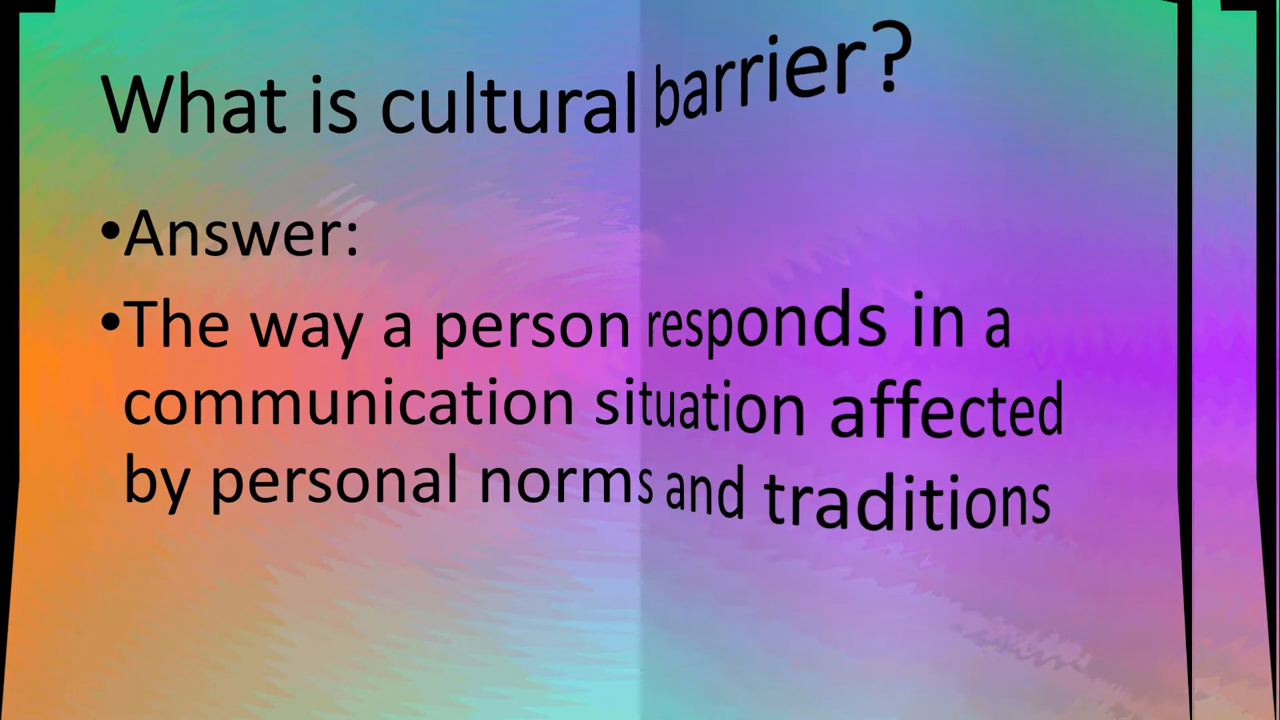 What is cultural barrier?
•Answer:
•The way a person responds in a
communication situation affected
by personal norms and traditions